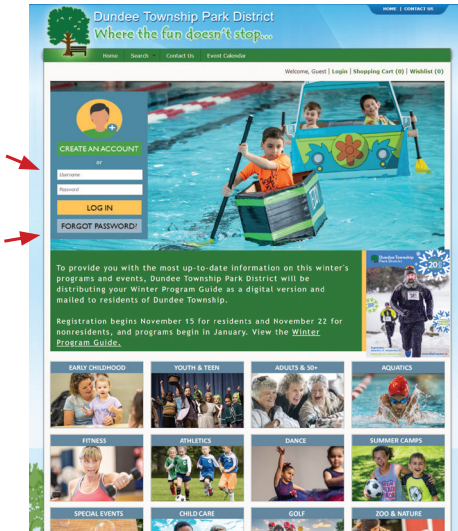 HOME | CONTACT US
Dundee Township Park District
Where the fun doesn't stop...
Home Search Contact Us Event Calendar
Welcome, Guest | Login | Shopping Cart (0) | Wishlist (0)
CREATE AN ACCOUNT
or
Username
Password
LOG IN
FORGOT PASSWORD?
To provide you with the most up-to-date information on this winter's
programs and events, Dundee Township Park District will be
distributing your Winter Program Guide as a digital version and
mailed to residents of Dundee Township.
Registration begins November 15 for residents and November 22 for
nonresidents, and programs begin in January. View the Winter
Program Guide.
Dundee Township
Park District
EARLY CHILDHOOD
YOUTH & TEEN
ADULTS & 50+
AQUATICS
FITNESS
ATHLETICS
DANCE
SUMMER CAMPS
SPECIAL EVENTS
CHILD CARE
GOLF
ZOO & NATURE